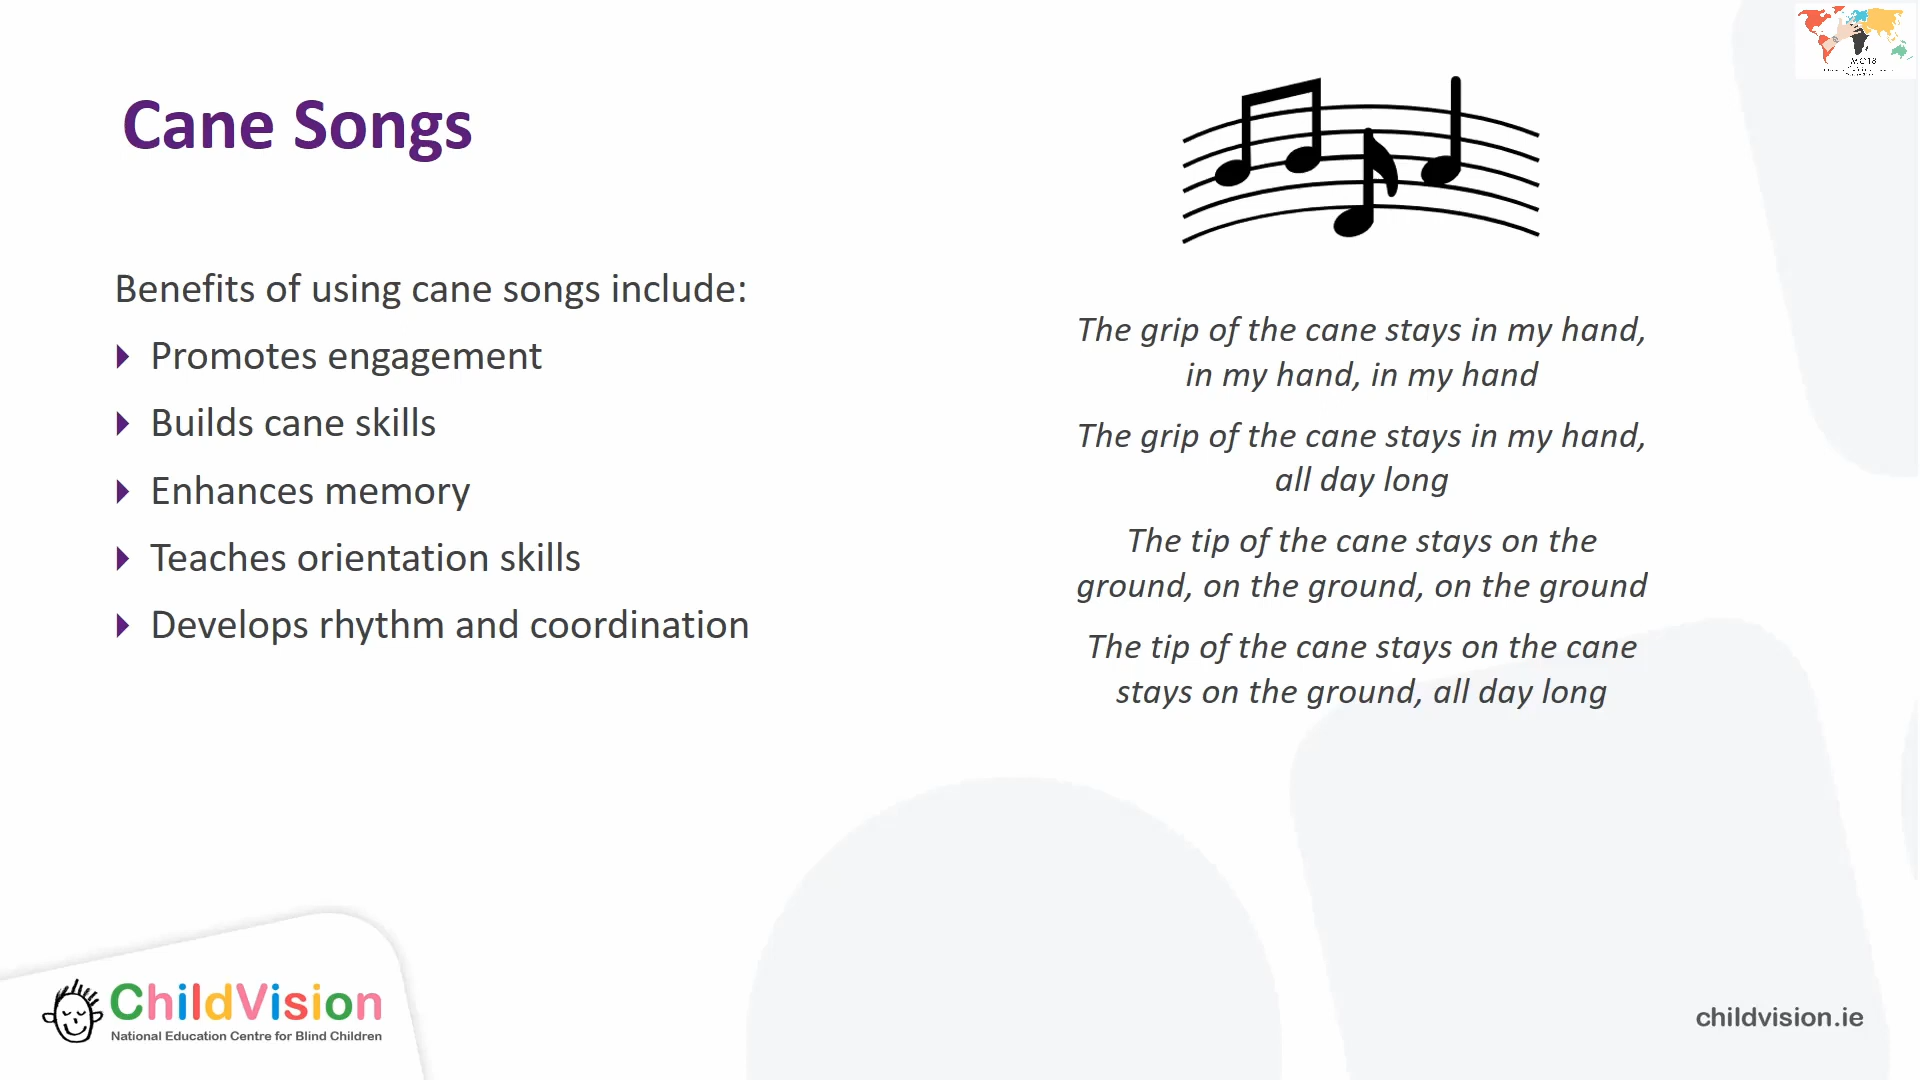 Cane Songs
Benefits of using cane songs include:
Promotes engagement
Builds cane skills
Enhances memory
Teaches orientation skills
Develops rhythm and coordination
The grip of the cane stays in my hand,
in my hand, in my hand
The grip of the cane stays in my hand,
all day long
The tip of the cane stays on the
ground, on the ground, on the ground
The tip of the cane stays on the cane
stays on the ground, all day long
ChildVision
National Education Centre for Blind Children
childvision.ie